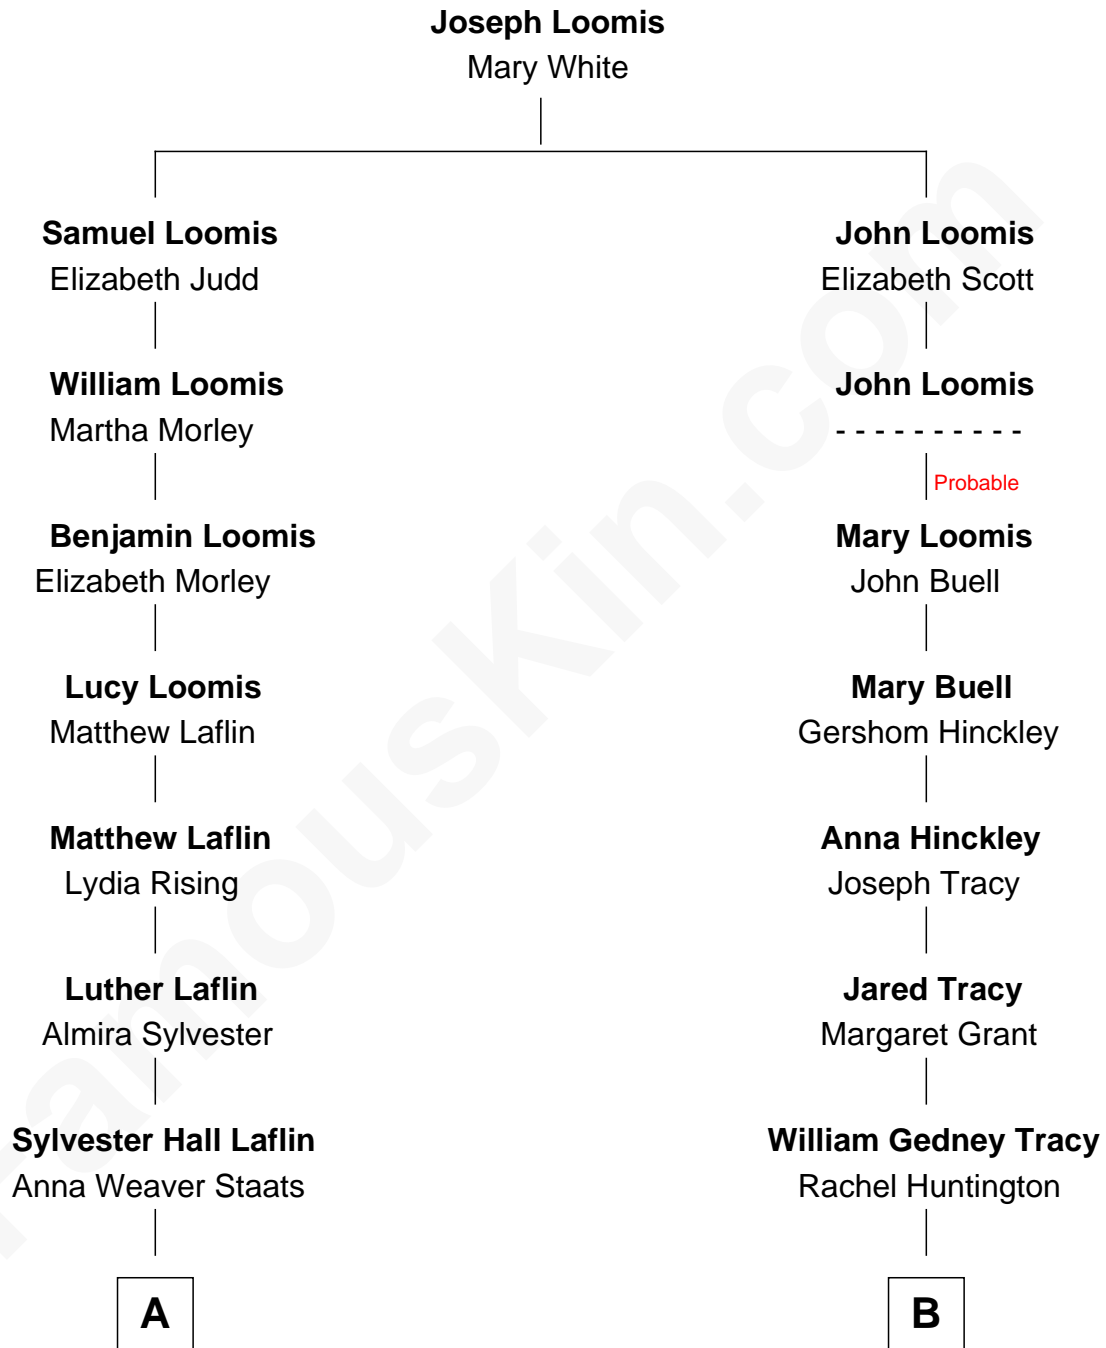 Joseph Loomis
Mary White
Samuel Loomis
Elizabeth Judd
William Loomis
Martha Morley
Benjamin Loomis
Elizabeth Morley
Lucy Loomis
Matthew Laflin
Matthew Laflin
Lydia Rising
Luther Laflin
Almira Sylvester
Sylvester Hall Laflin
Anna Weaver Staats
A
John Loomis
Elizabeth Scott
John Loomis
- - - - - - - - - -
Probable
Mary Loomis
John Buell
Mary Buell
Gershom Hinckley
Anna Hinckley
Joseph Tracy
Jared Tracy
Margaret Grant
William Gedney Tracy
Rachel Huntington
B
FamousKin.com